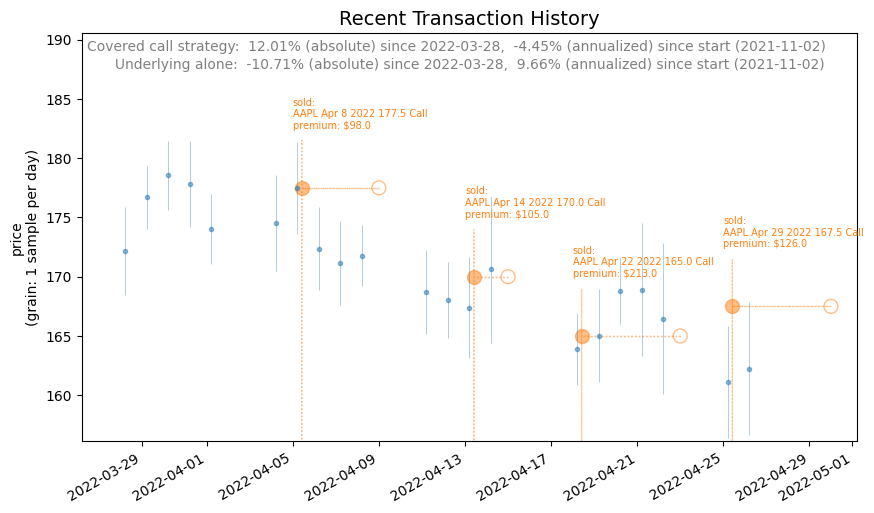 Recent Transaction History
Covered call strategy:  12.01% (absolute) since 2022-03-28,  -4.45% (annualized) since start (2021-11-02)
Underlying alone:  -10.71% (absolute) since 2022-03-28,  9.66% (annualized) since start (2021-11-02)
price
(grain: 1 sample per day)
190
185
180
175
170
165
160
sold:
AAPL Apr 8 2022 177.5 Call
premium: $98.0
sold:
AAPL Apr 14 2022 170.0 Call
premium: $105.0
sold:
AAPL Apr 22 2022 165.0 Call
premium: $213.0
sold:
AAPL Apr 29 2022 167.5 Call
premium: $126.0
2022-03-29
2022-04-01
2022-04-05
2022-04-09
2022-04-13
2022-04-17
2022-04-21
2022-04-25
2022-04-29
2022-05-01